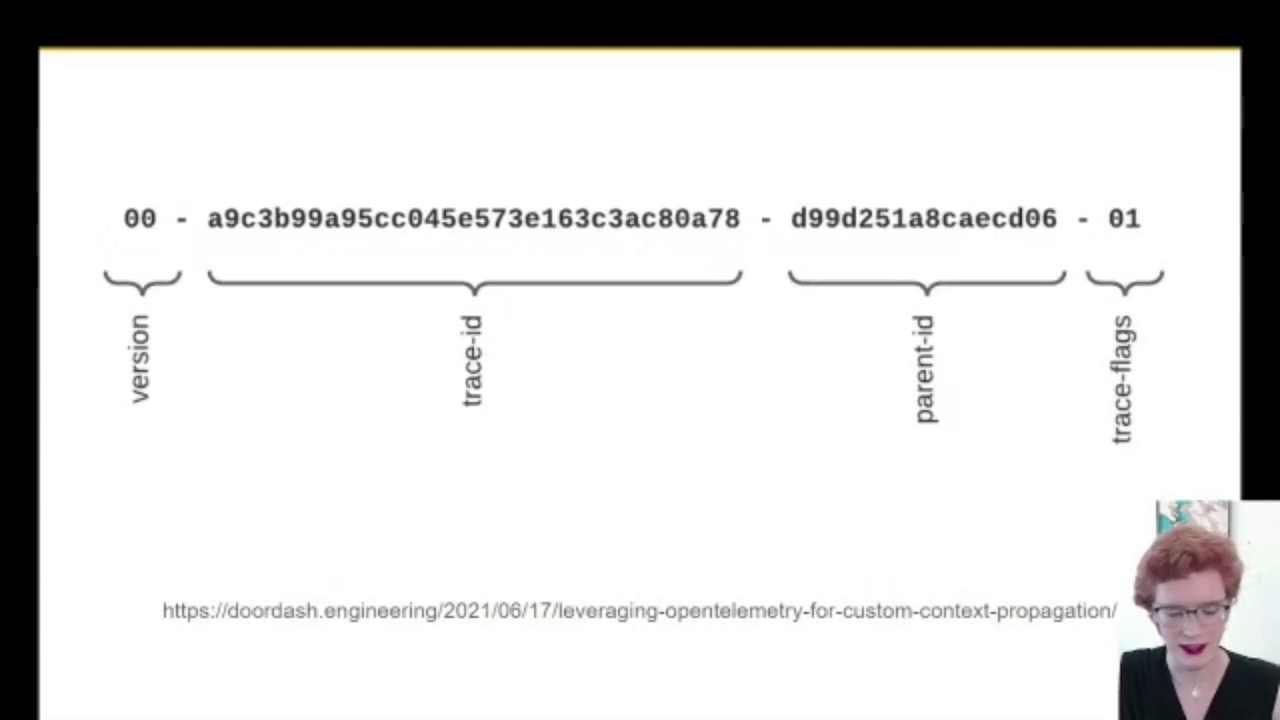 00 - a9c3b99a95cc045e573e163c3ac80a78 - d99d251a8caecd06 - 01
version
trace-id
parent-id
trace-flags
https://doordash.engineering/2021/06/17/leveraging-opentelemetry-for-custom-context-propagation/